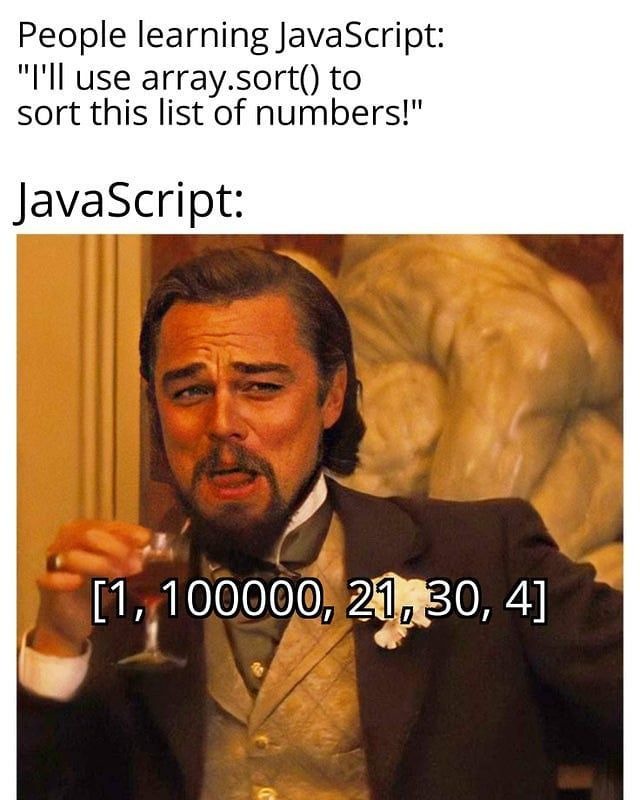 People learning JavaScript:
"I'll use array.sort() to
sort this list of numbers!"
JavaScript:
[1, 100000, 21, 30, 4]